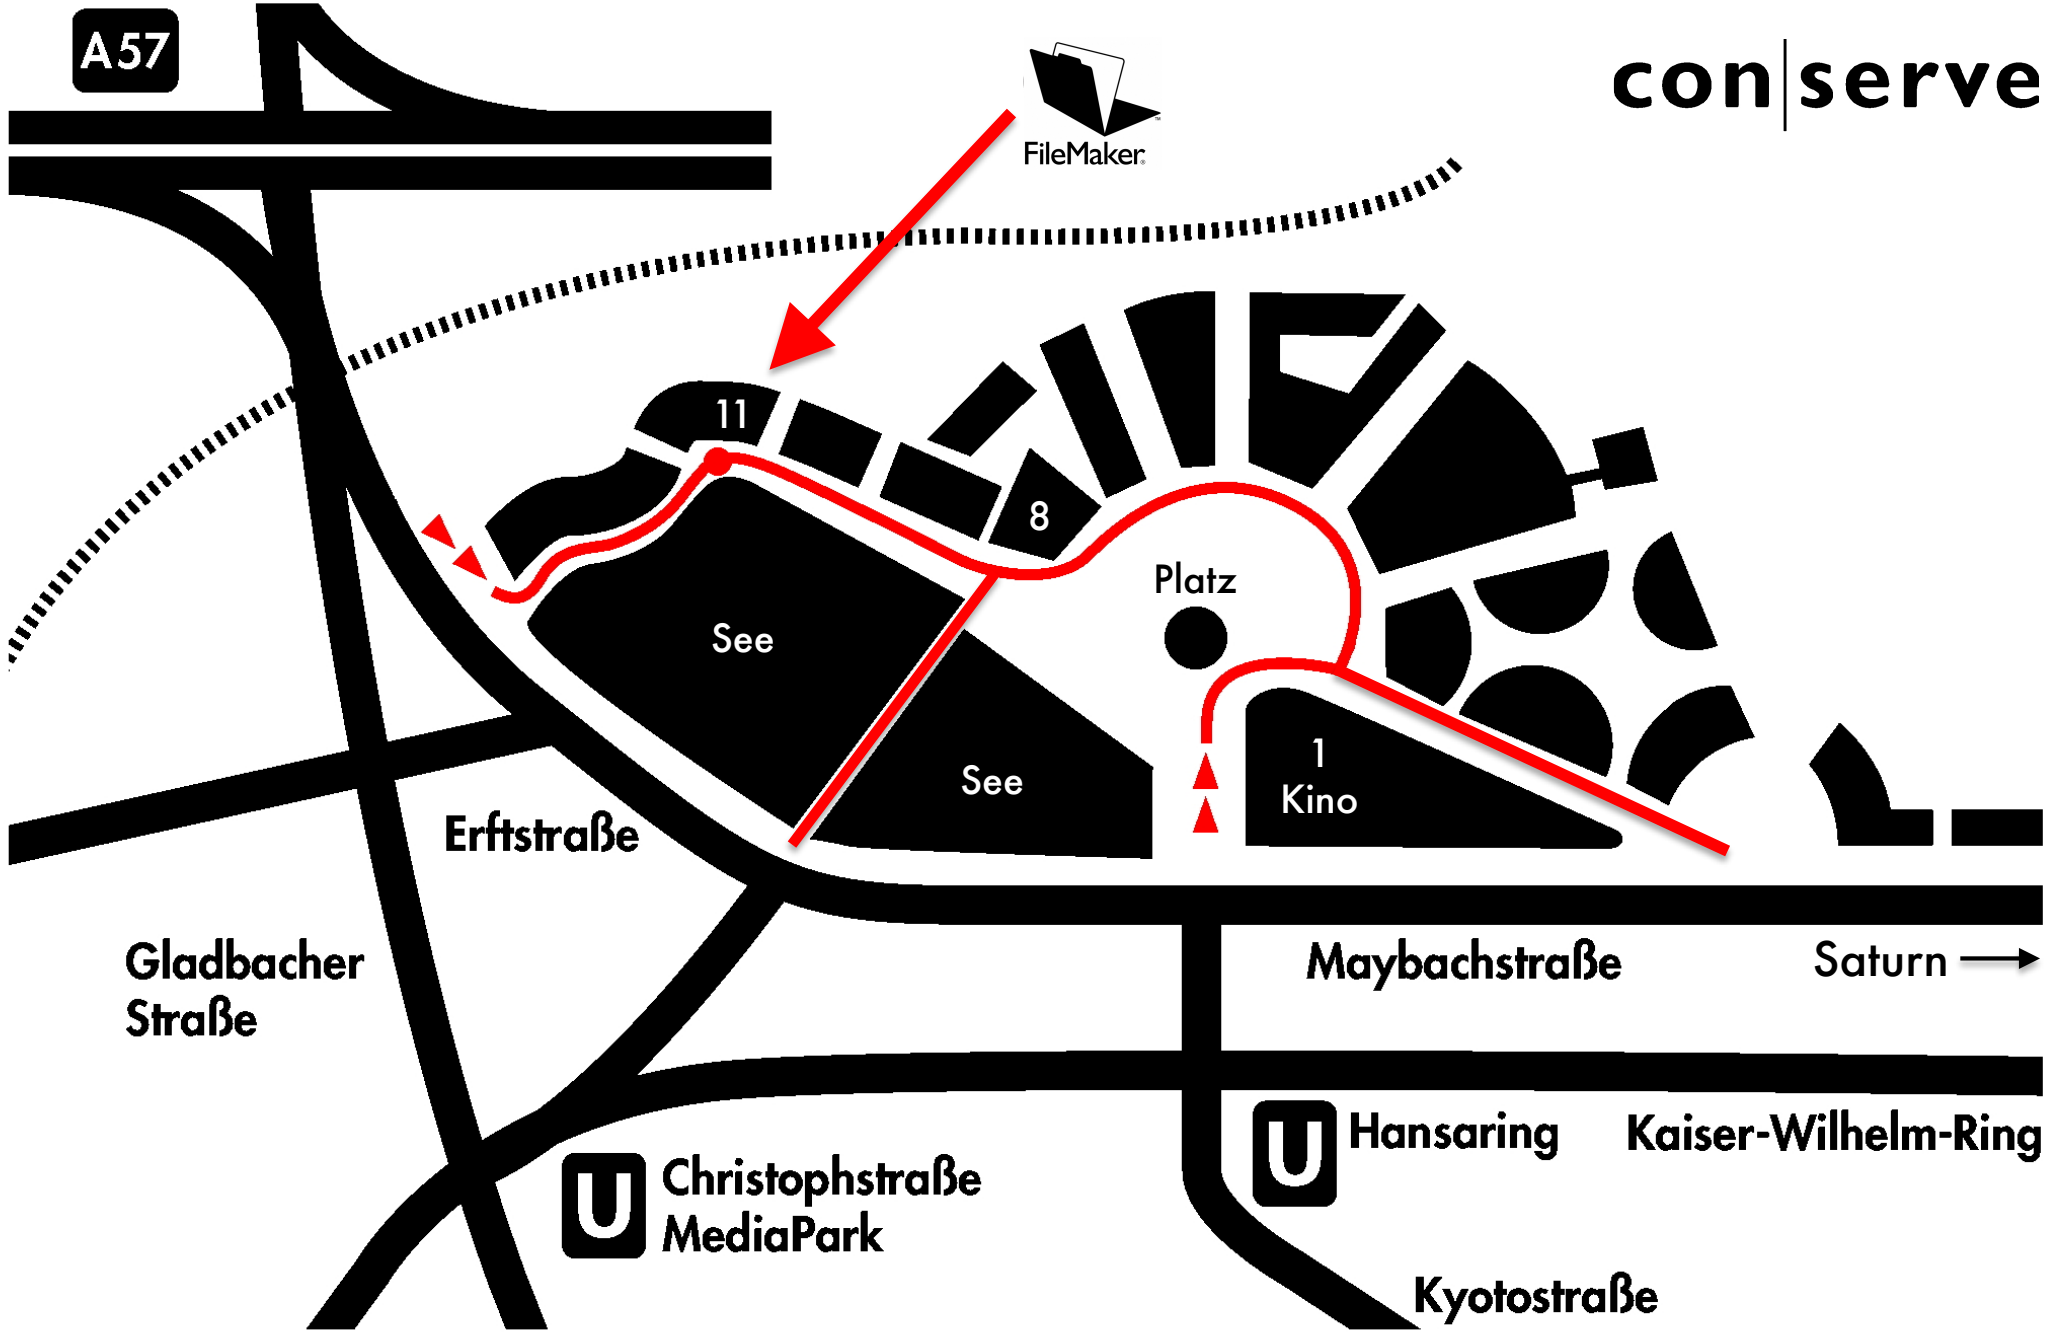 A57
con|serve
FileMaker
11
8
Platz
See
See
1
Kino
Erftstraße
Gladbacher
Straße
Maybachstraße
Saturn
U
Hansaring
Kaiser-Wilhelm-Ring
U
Christophstraße
MediaPark
Kyotostraße